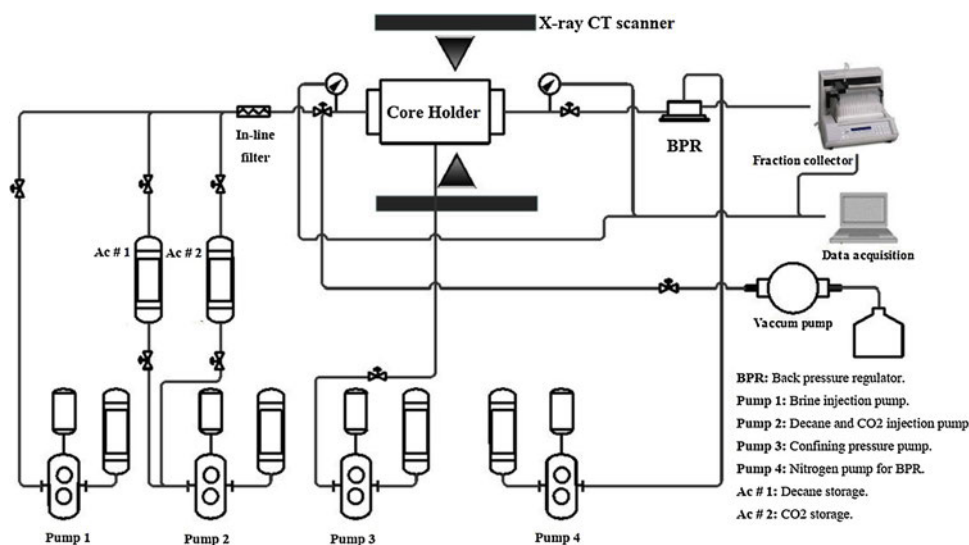 X-ray CT scanner
Core Holder
In-line
filter
BPR
Fraction collector
Ac # 1
Ac # 2
Data acquisition
Vaccum pump
BPR: Back pressure regulator.
Pump 1: Brine injection pump.
Pump 2: Decane and CO2 injection pump
Pump 3: Confining pressure pump.
Pump 4: Nitrogen pump for BPR.
Ac # 1: Decane storage.
Ac # 2: CO2 storage.
Pump 1
Pump 2
Pump 3
Pump 4